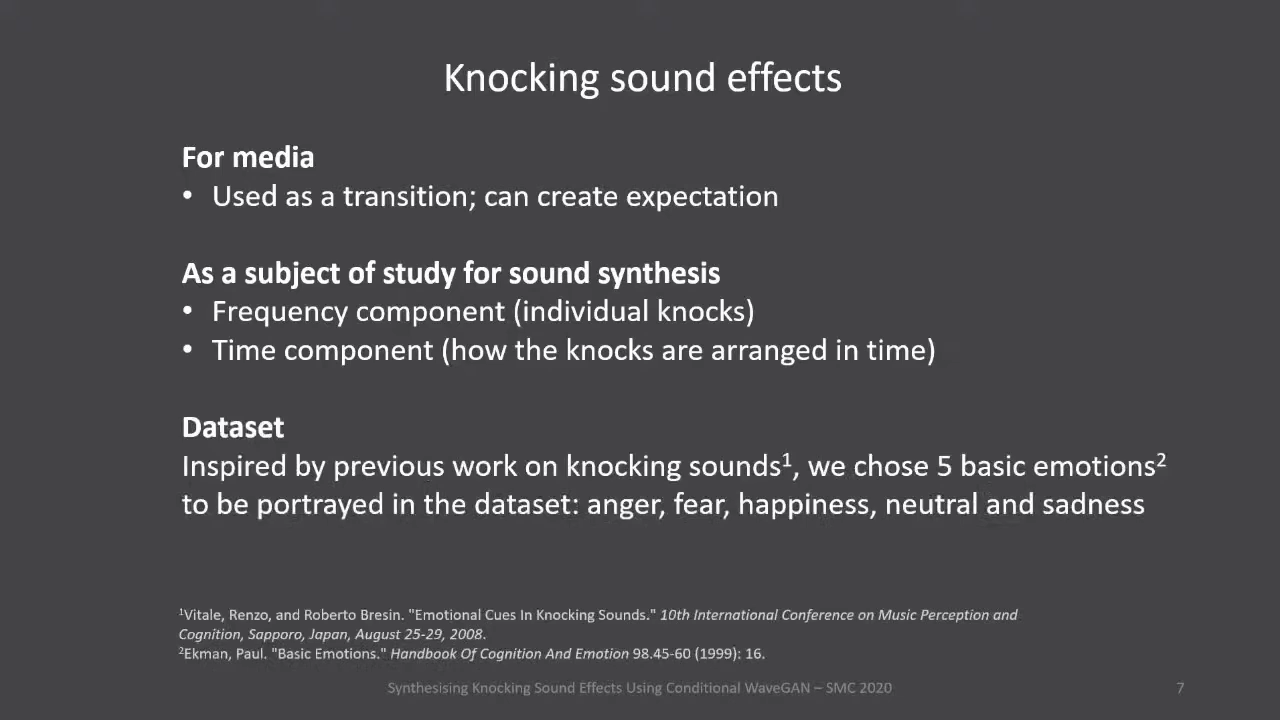 Knocking sound effects
For media
• Used as a transition; can create expectation
As a subject of study for sound synthesis
• Frequency component (individual knocks)
• Time component (how the knocks are arranged in time)
Dataset
Inspired by previous work on knocking sounds¹, we chose 5 basic emotions²
to be portrayed in the dataset: anger, fear, happiness, neutral and sadness
¹Vitale, Renzo, and Roberto Bresin. "Emotional Cues In Knocking Sounds." 10th International Conference on Music Perception and
Cognition, Sapporo, Japan, August 25-29, 2008.
²Ekman, Paul. "Basic Emotions." Handbook Of Cognition And Emotion 98.45-60 (1999): 16.
Synthesising Knocking Sound Effects Using Conditional WaveGAN – SMC 2020
7